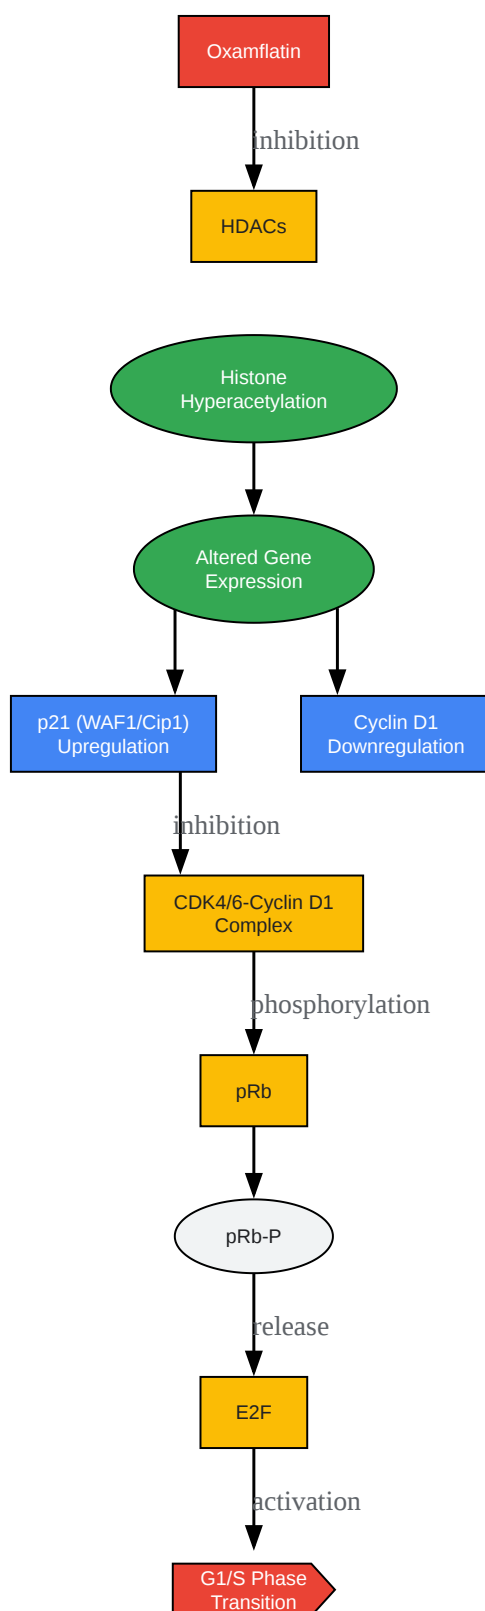 Oxamflatin
inhibition
HDACs
Histone
Hyperacetylation
Altered Gene
Expression
p21 (WAF1/Cip1)
Upregulation
Cyclin D1
Downregulation
inhibition
CDK4/6-Cyclin D1
Complex
phosphorylation
pRb
pRb-P
release
E2F
activation
G1/S Phase
Transition